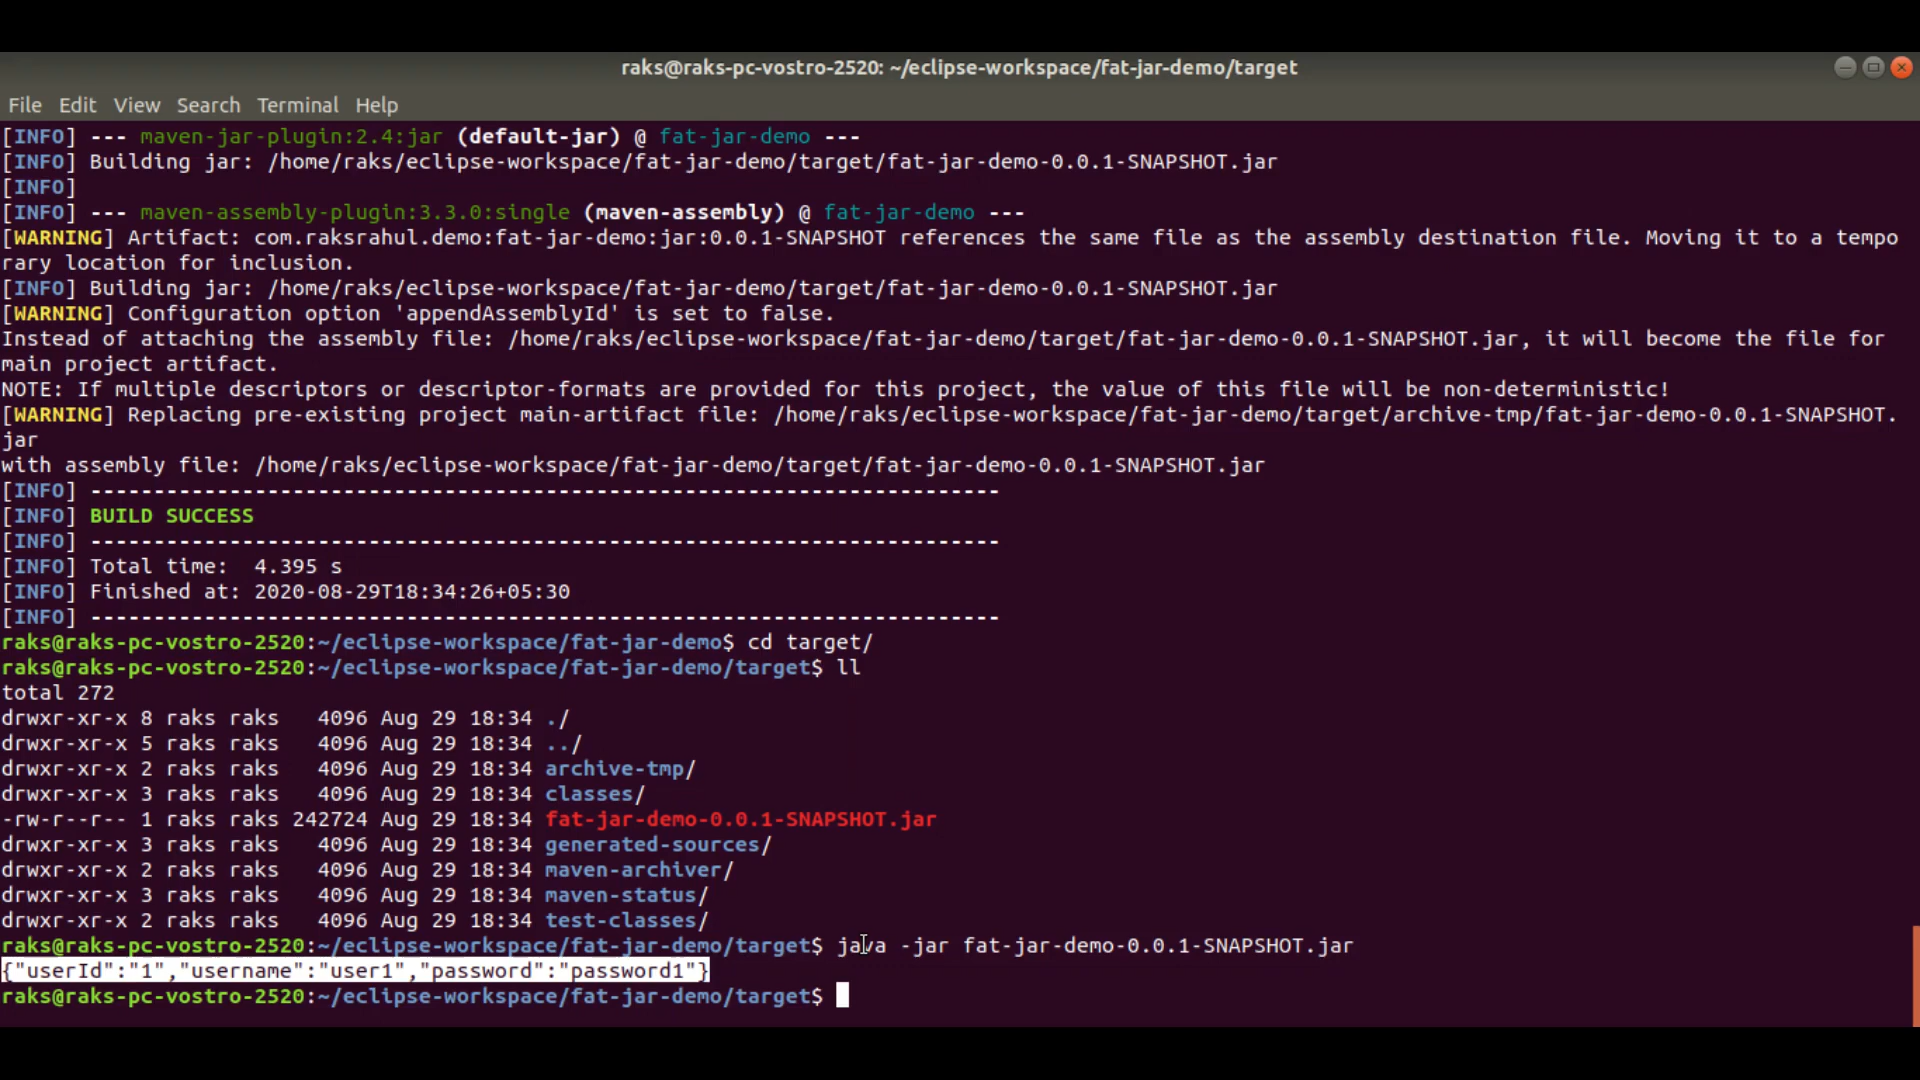 raks@raks-pc-vostro-2520: ~/eclipse-workspace/fat-jar-demo/target
File Edit View Search Terminal Help
[INFO] --- maven-jar-plugin:2.4:jar (default-jar) @ fat-jar-demo ---
[INFO] Building jar: /home/raks/eclipse-workspace/fat-jar-demo/target/fat-jar-demo-0.0.1-SNAPSHOT.jar
[INFO]
[INFO] --- maven-assembly-plugin:3.3.0:single (maven-assembly) @ fat-jar-demo ---
[WARNING] Artifact: com.raksrahul.demo:fat-jar-demo:jar:0.0.1-SNAPSHOT references the same file as the assembly destination file. Moving it to a tempo
rary location for inclusion.
[INFO] Building jar: /home/raks/eclipse-workspace/fat-jar-demo/target/fat-jar-demo-0.0.1-SNAPSHOT.jar
[WARNING] Configuration option 'appendAssemblyId' is set to false.
Instead of attaching the assembly file: /home/raks/eclipse-workspace/fat-jar-demo/target/fat-jar-demo-0.0.1-SNAPSHOT.jar, it will become the file for
main project artifact.
NOTE: If multiple descriptors or descriptor-formats are provided for this project, the value of this file will be non-deterministic!
[WARNING] Replacing pre-existing project main-artifact file: /home/raks/eclipse-workspace/fat-jar-demo/target/archive-tmp/fat-jar-demo-0.0.1-SNAPSHOT.
jar
with assembly file: /home/raks/eclipse-workspace/fat-jar-demo/target/fat-jar-demo-0.0.1-SNAPSHOT.jar
[INFO] ------------------------------------------------------------------------
[INFO] BUILD SUCCESS
[INFO] ------------------------------------------------------------------------
[INFO] Total time:  4.395 s
[INFO] Finished at: 2020-08-29T18:34:26+05:30
[INFO] ------------------------------------------------------------------------
raks@raks-pc-vostro-2520:~/eclipse-workspace/fat-jar-demo$ cd target/
raks@raks-pc-vostro-2520:~/eclipse-workspace/fat-jar-demo/target$ ll
total 272
drwxr-xr-x 8 raks raks   4096 Aug 29 18:34 ./
drwxr-xr-x 5 raks raks   4096 Aug 29 18:34 ../
drwxr-xr-x 2 raks raks   4096 Aug 29 18:34 archive-tmp/
drwxr-xr-x 3 raks raks   4096 Aug 29 18:34 classes/
-rw-r--r-- 1 raks raks 242724 Aug 29 18:34 fat-jar-demo-0.0.1-SNAPSHOT.jar
drwxr-xr-x 3 raks raks   4096 Aug 29 18:34 generated-sources/
drwxr-xr-x 2 raks raks   4096 Aug 29 18:34 maven-archiver/
drwxr-xr-x 3 raks raks   4096 Aug 29 18:34 maven-status/
drwxr-xr-x 2 raks raks   4096 Aug 29 18:34 test-classes/
raks@raks-pc-vostro-2520:~/eclipse-workspace/fat-jar-demo/target$ java -jar fat-jar-demo-0.0.1-SNAPSHOT.jar
{"userId":"1","username":"user1","password":"password1"}
raks@raks-pc-vostro-2520:~/eclipse-workspace/fat-jar-demo/target$